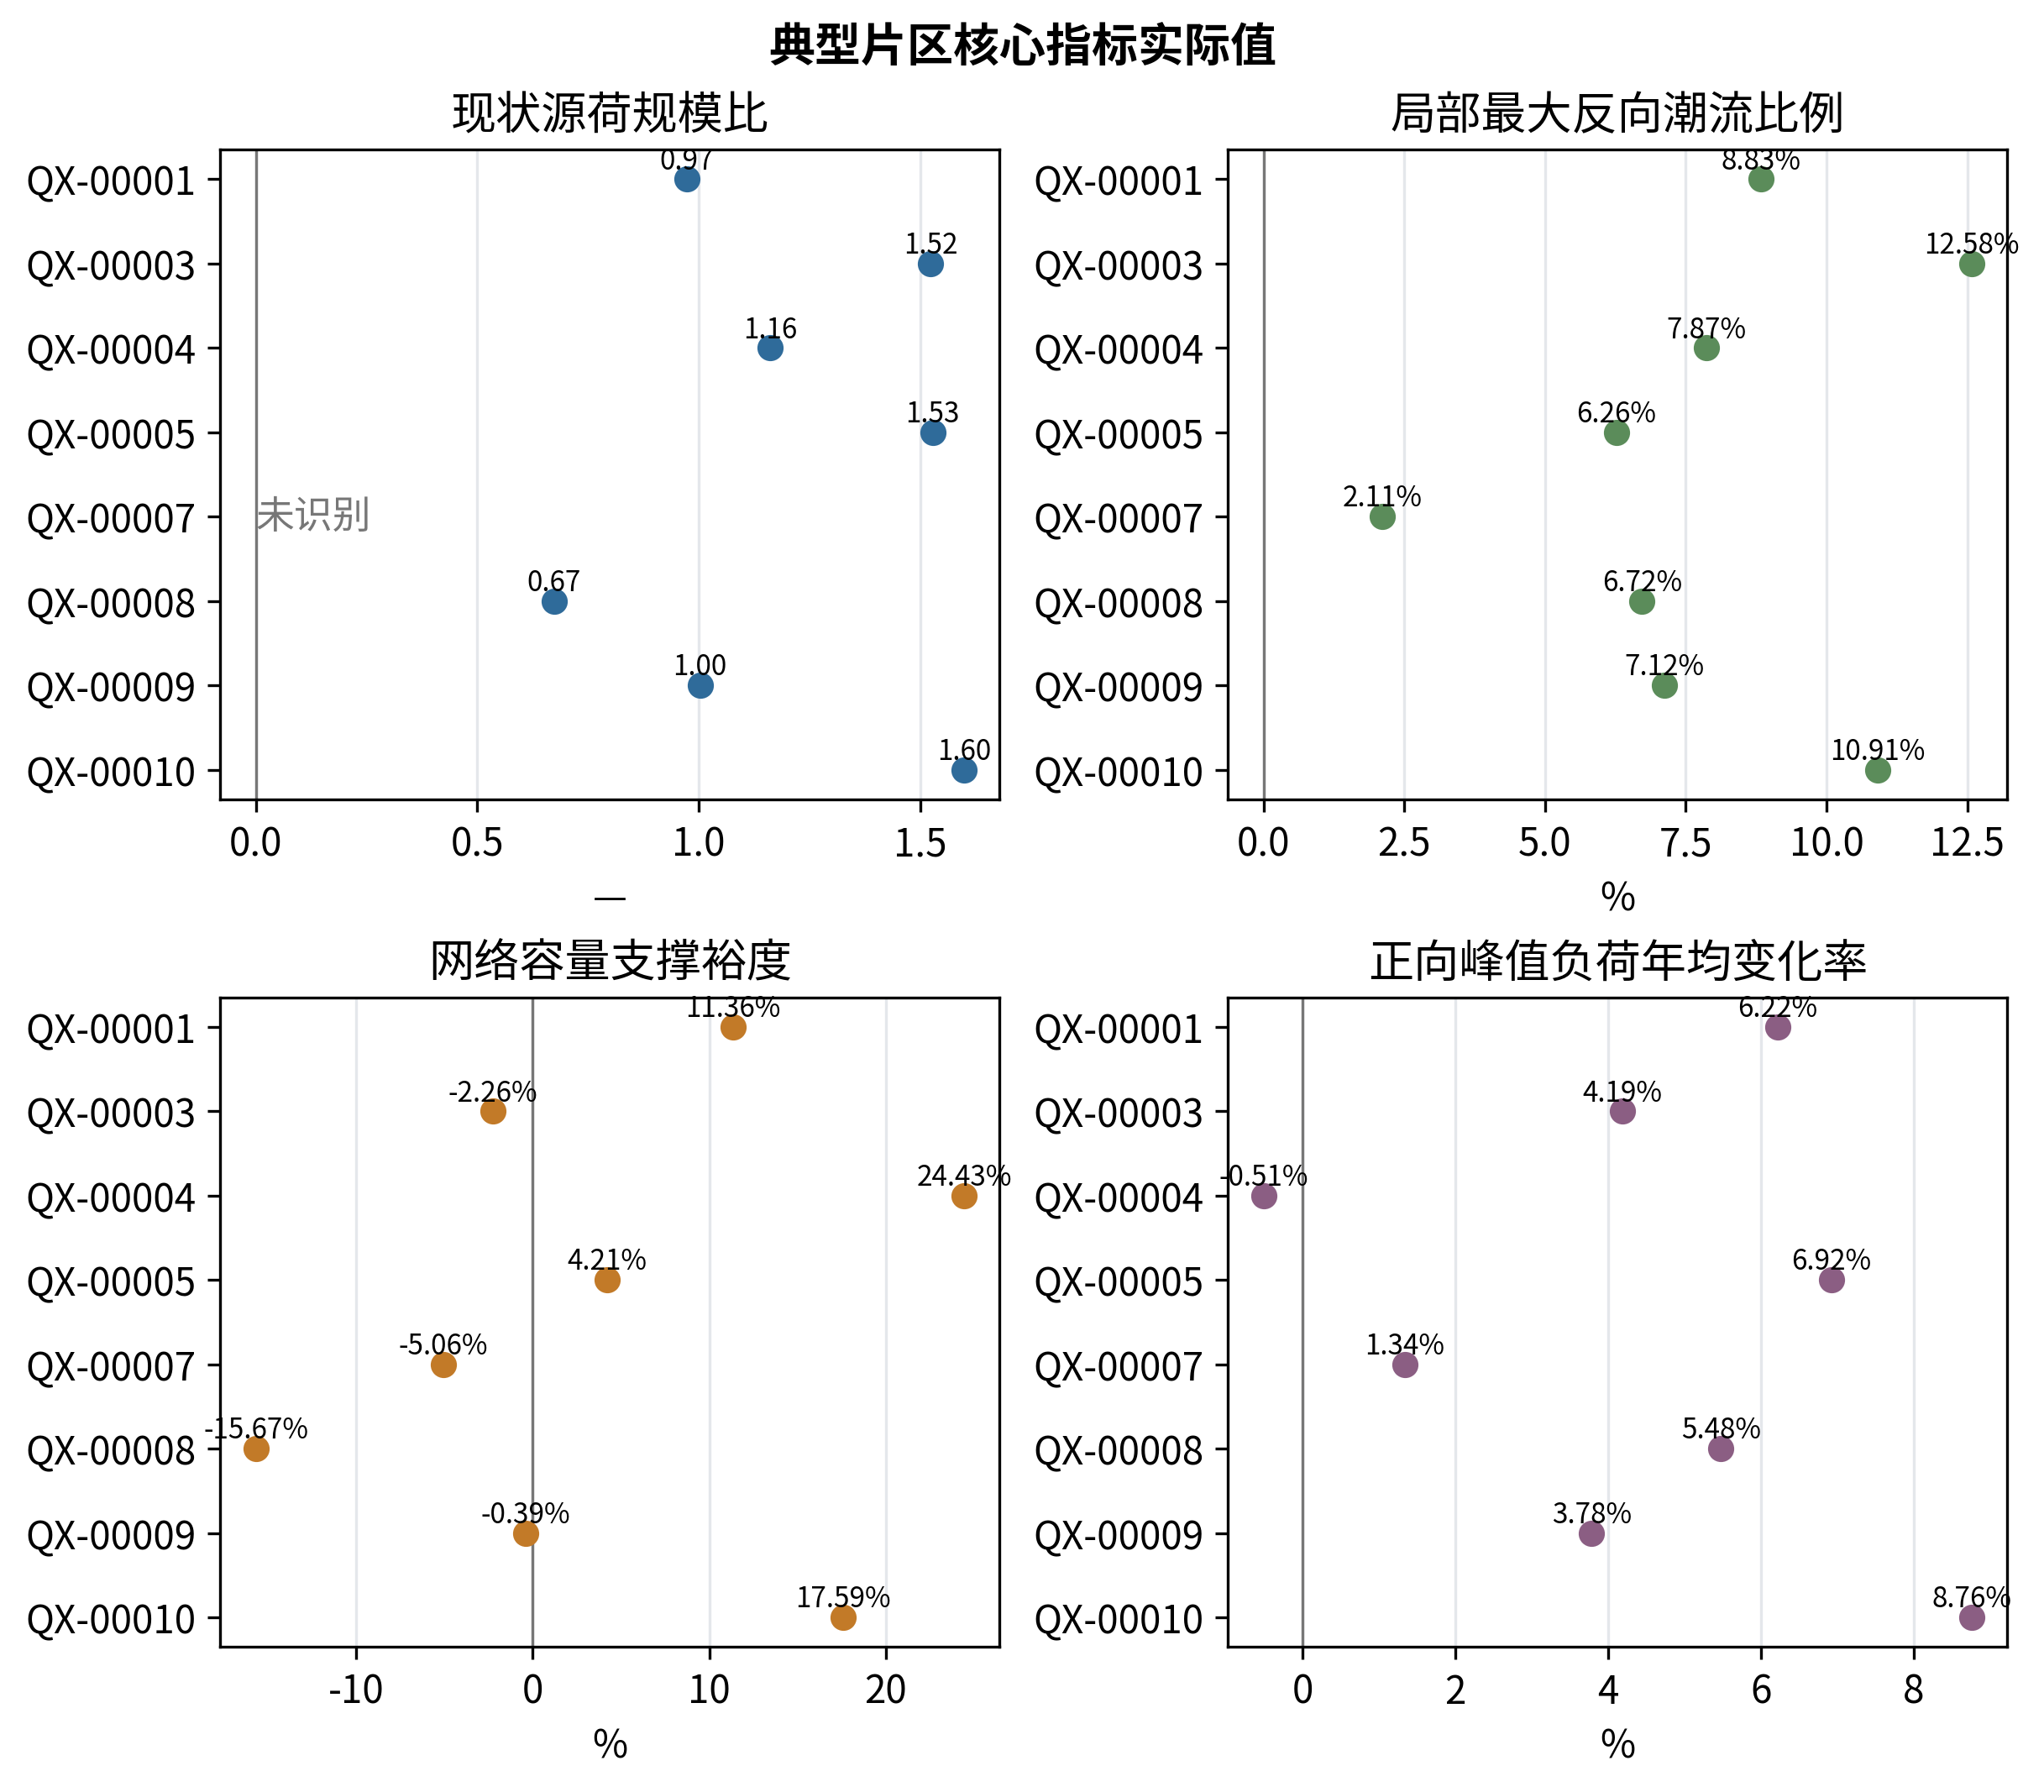 典型片区核心指标实际值
现状源荷规模比
QX-00001
0.97
QX-00003
1.52
QX-00004
1.16
QX-00005
1.53
QX-00007
未识别
QX-00008
0.67
QX-00009
1.00
QX-00010
1.60
0.0 0.5 1.0 1.5
—
局部最大反向潮流比例
QX-00001
8.83%
QX-00003
12.58%
QX-00004
7.87%
QX-00005
6.26%
QX-00007
2.11%
QX-00008
6.72%
QX-00009
7.12%
QX-00010
10.91%
0.0 2.5 5.0 7.5 10.0 12.5
%
网络容量支撑裕度
QX-00001
11.36%
QX-00003
-2.26%
QX-00004
24.43%
QX-00005
4.21%
QX-00007
-5.06%
QX-00008
-15.67%
QX-00009
-0.39%
QX-00010
17.59%
-10 0 10 20
%
正向峰值负荷年均变化率
QX-00001
6.22%
QX-00003
4.19%
QX-00004
-0.51%
QX-00005
6.92%
QX-00007
1.34%
QX-00008
5.48%
QX-00009
3.78%
QX-00010
8.76%
0 2 4 6 8
%